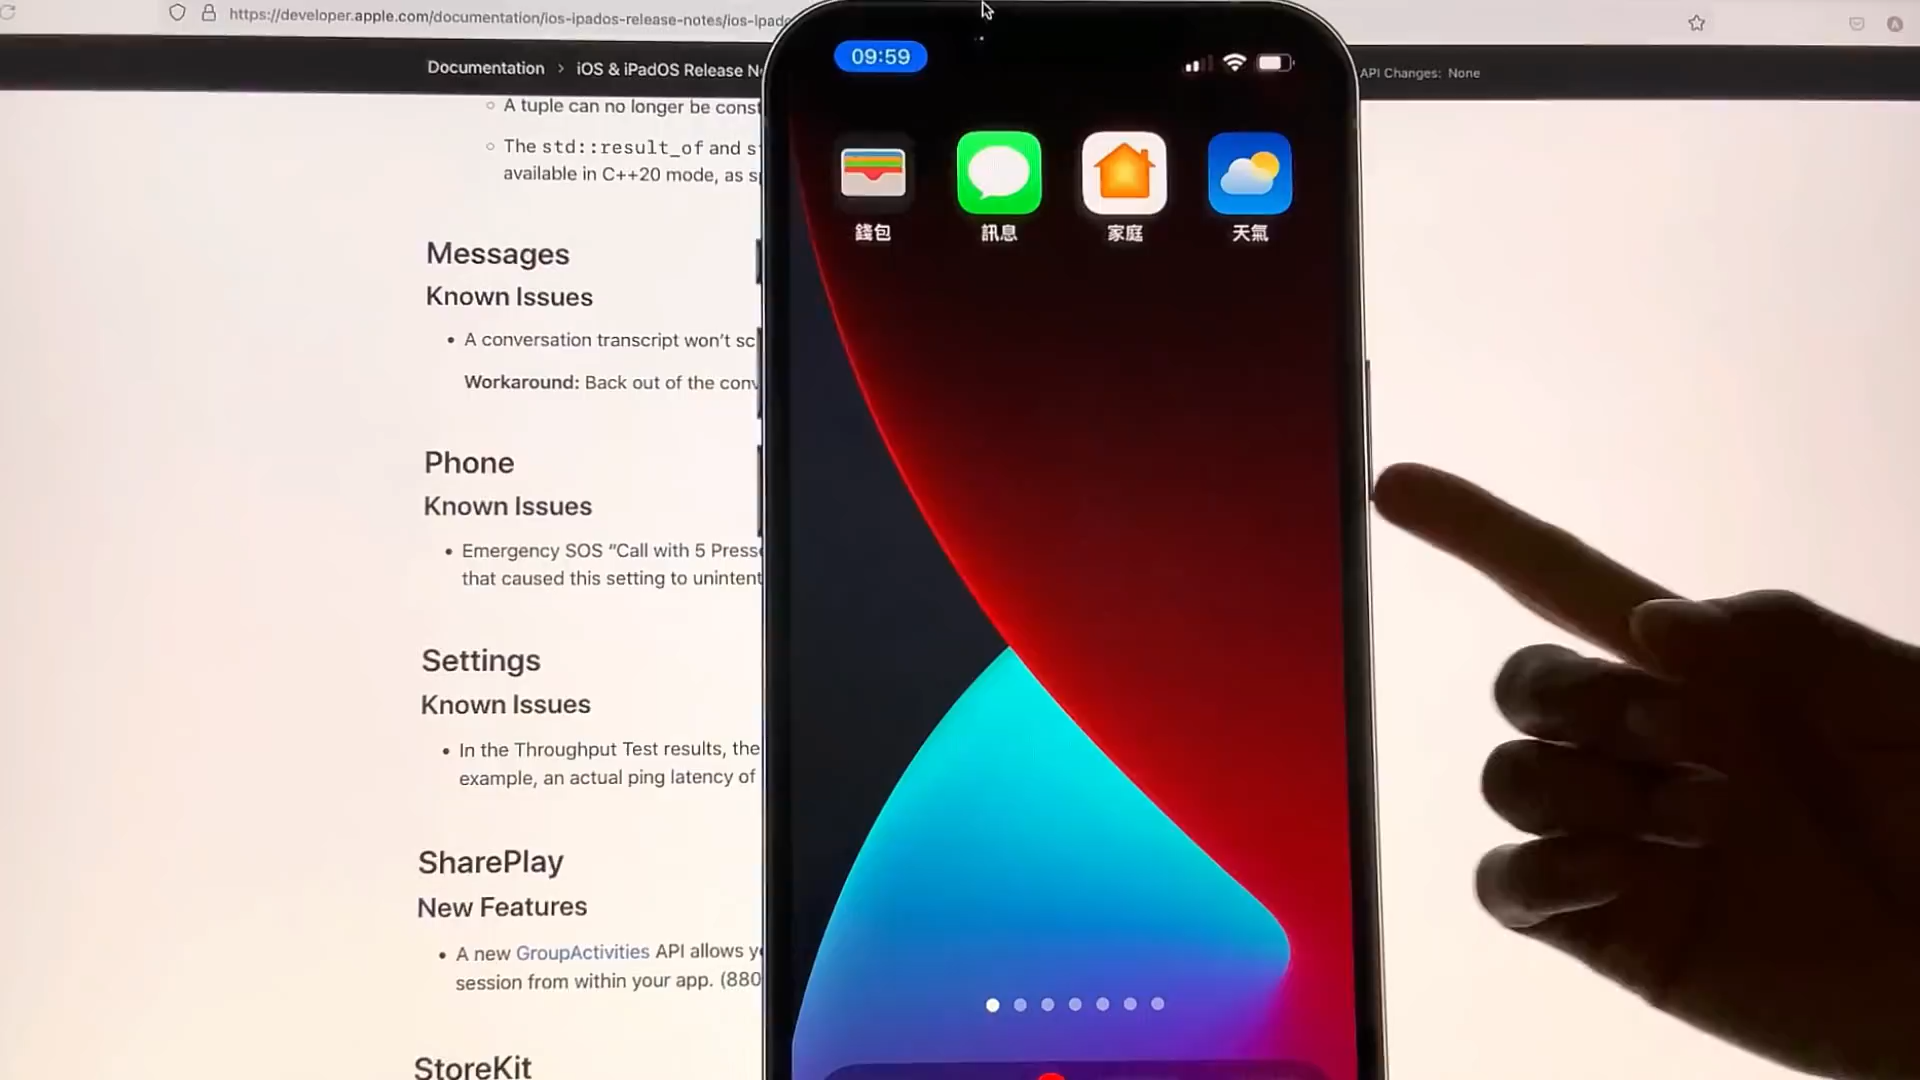 https://developer.apple.com/documentation/ios-ipados-release-notes/ios-ipado
Documentation > iOS & iPadOS Release N
API Changes: None
A tuple can no longer be const
The std::result_of and s
available in C++20 mode, as sp
Messages
Known Issues
A conversation transcript won't sc
Workaround: Back out of the conv
Phone
Known Issues
Emergency SOS "Call with 5 Presse
that caused this setting to unintent
Settings
Known Issues
In the Throughput Test results, the
example, an actual ping latency of
SharePlay
New Features
A new GroupActivities API allows y
session from within your app. (880
StoreKit
09:59
錢包
訊息
家庭
天氣